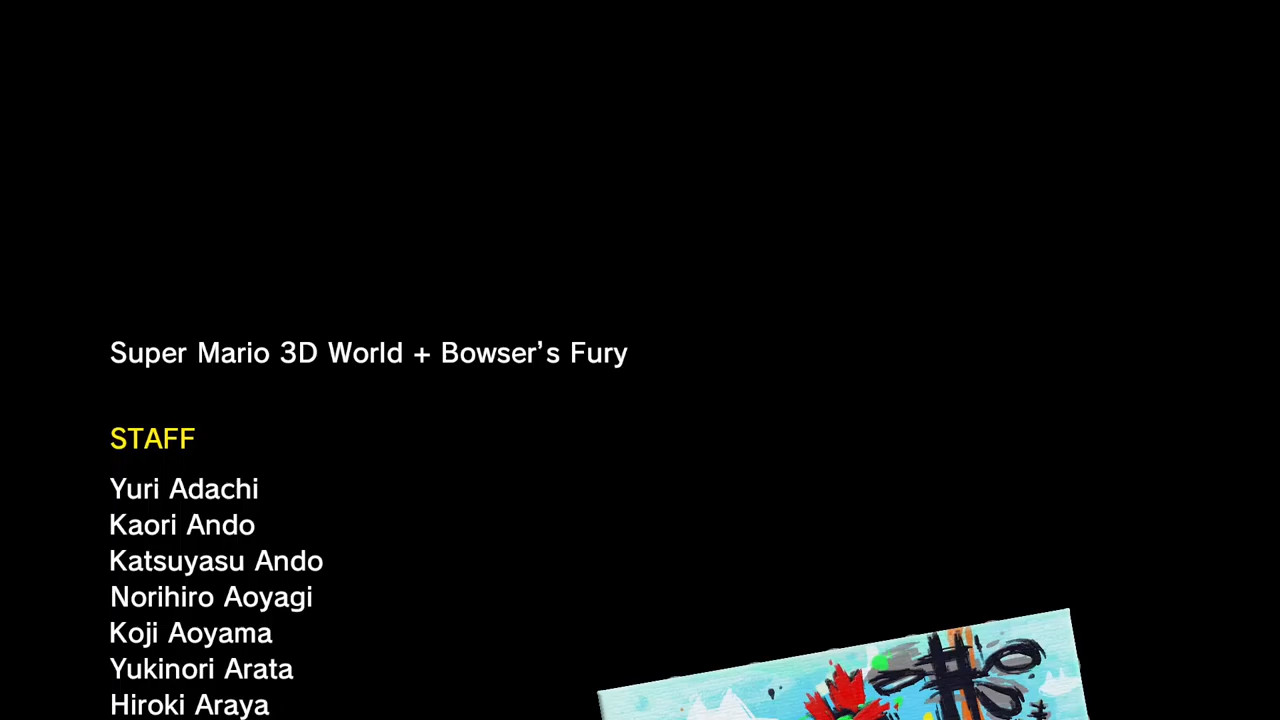 Super Mario 3D World + Bowser’s Fury
STAFF
Yuri Adachi
Kaori Ando
Katsuyasu Ando
Norihiro Aoyagi
Koji Aoyama
Yukinori Arata
Hiroki Araya